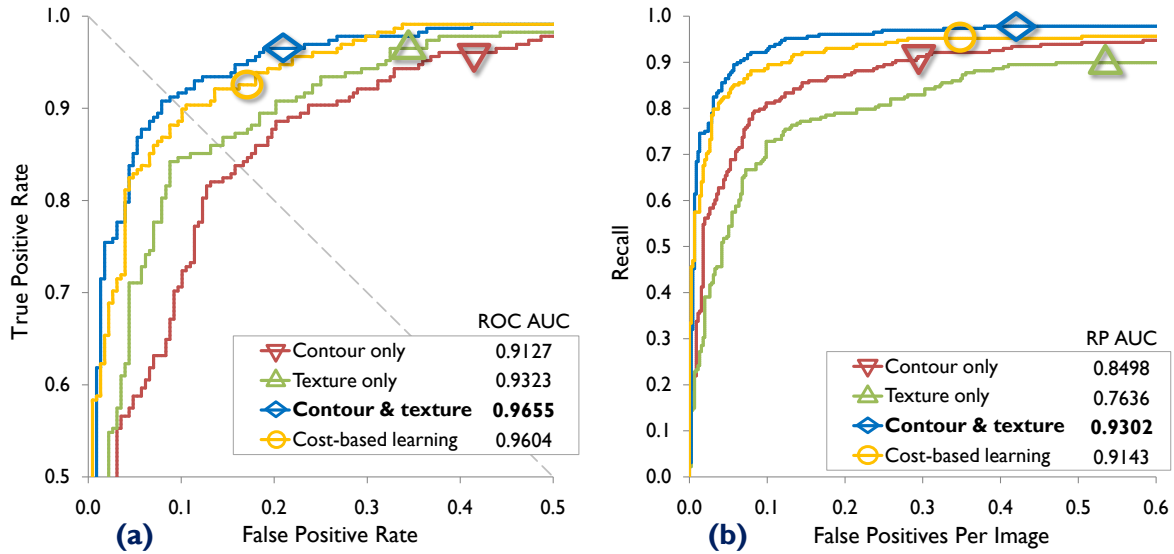 1.0
0.9
0.8
0.7
0.6
0.5
True Positive Rate
0.0 0.1 0.2 0.3 0.4 0.5
False Positive Rate
(a)
ROC AUC
Contour only 0.9127
Texture only 0.9323
Contour & texture 0.9655
Cost-based learning 0.9604
1.0
0.9
0.8
0.7
0.6
0.5
0.4
0.3
0.2
0.1
0.0
Recall
0.0 0.1 0.2 0.3 0.4 0.5 0.6
False Positives Per Image
(b)
RP AUC
Contour only 0.8498
Texture only 0.7636
Contour & texture 0.9302
Cost-based learning 0.9143